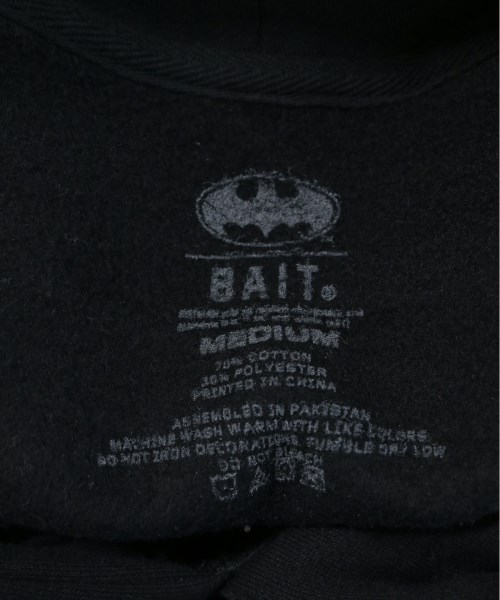 BAIT®
MEDIUM
70% COTTON
30% POLYESTER
PRINTED IN CHINA
ASSEMBLED IN PAKISTAN
MACHINE WASH WARM WITH LIKE COLORS
DO NOT IRON DECORATIONS, TUMBLE DRY LOW
DO NOT BLEACH